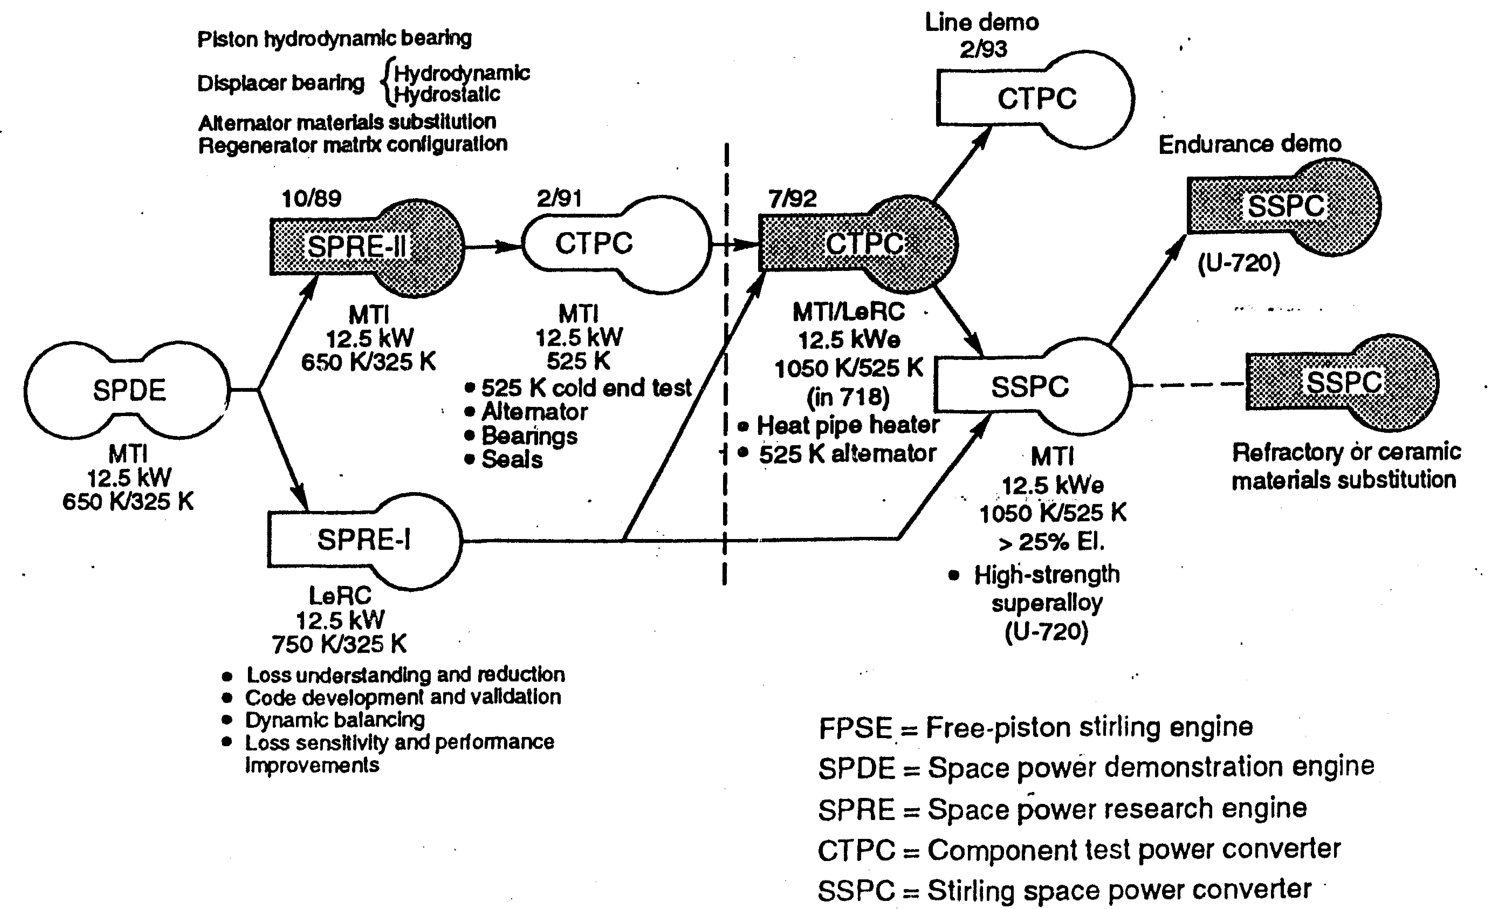 Piston hydrodynamic bearing
Displacer bearing { Hydrodynamic
Hydrostatic
Alternator materials substitution
Regenerator matrix configuration
10/89
SPRE-II
MTI
12.5 kW
650 K/325 K
2/91
CTPC
MTI
12.5 kW
525 K
• 525 K cold end test
• Alternator
• Bearings
• Seals
SPDE
MTI
12.5 kW
650 K/325 K
SPRE-I
LeRC
12.5 kW
750 K/325 K
• Loss understanding and reduction
• Code development and validation
• Dynamic balancing
• Loss sensitivity and performance
improvements
7/92
CTPC
MTI/LeRC
12.5 kWe
1050 K/525 K
(in 718)
• Heat pipe heater
• 525 K alternator
Line demo
2/93
CTPC
Endurance demo
SSPC
(U-720)
SSPC
MTI
12.5 kWe
1050 K/525 K
> 25% El.
• High-strength
superalloy
(U-720)
SSPC
Refractory or ceramic
materials substitution
FPSE = Free-piston stirling engine
SPDE = Space power demonstration engine
SPRE = Space power research engine
CTPC = Component test power converter
SSPC = Stirling space power converter